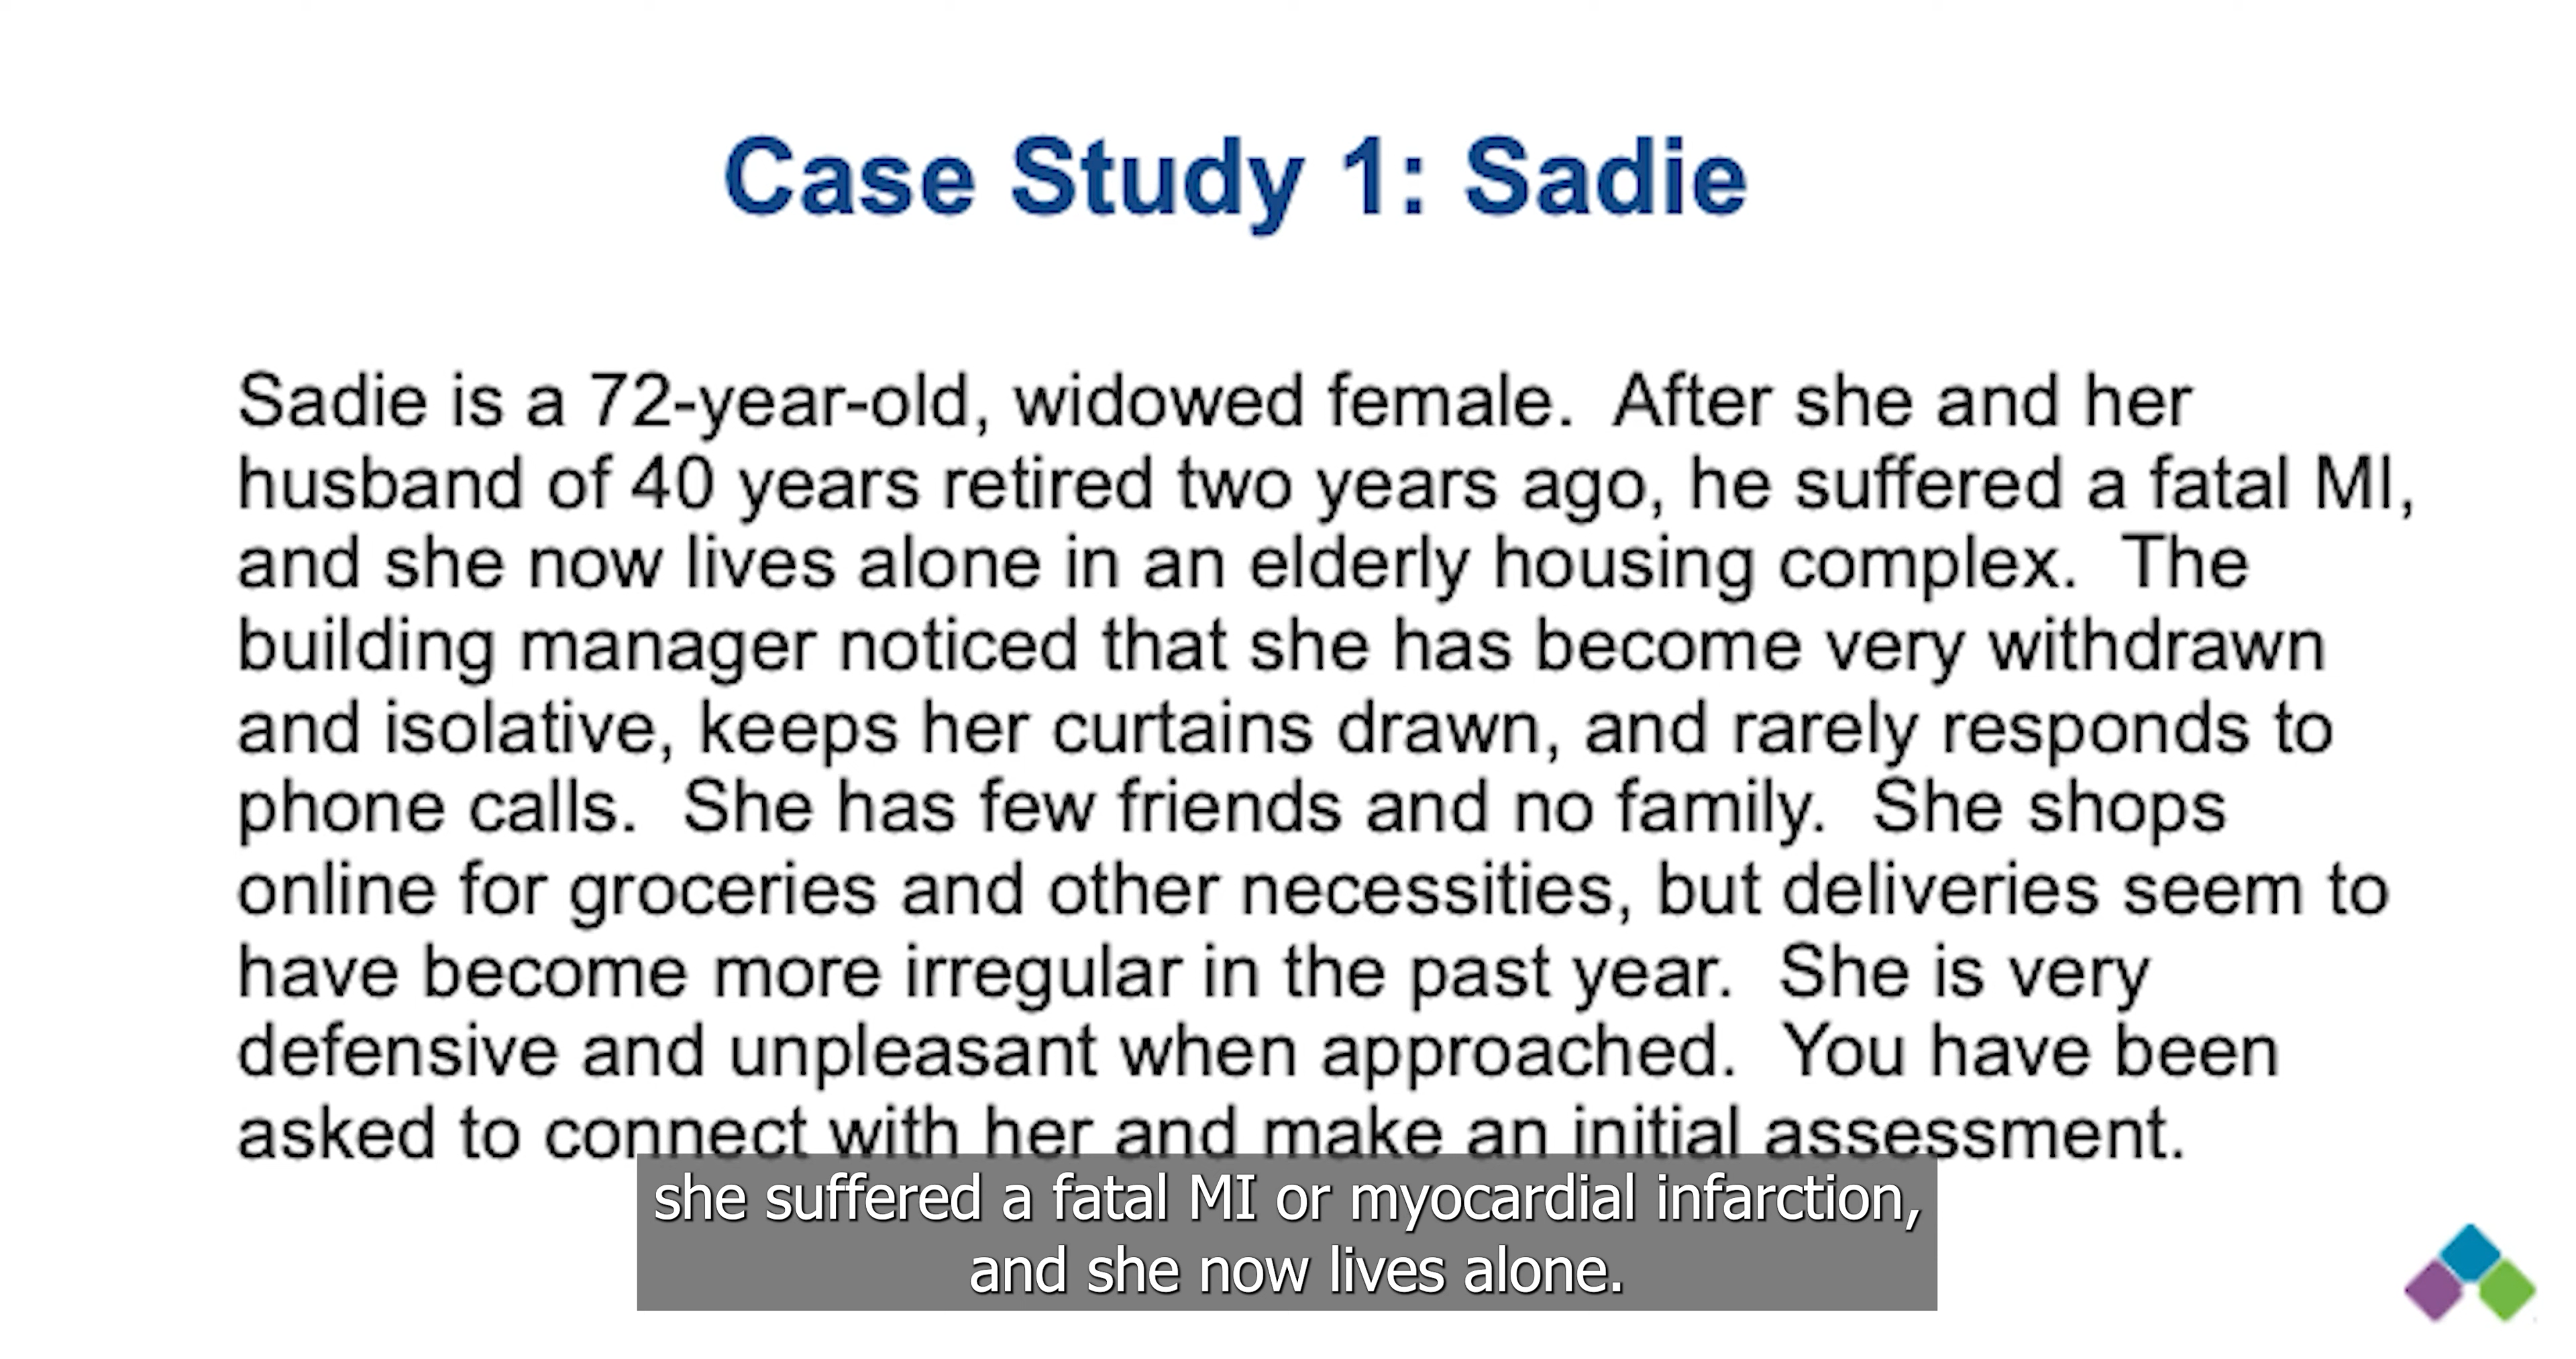 Case Study 1: Sadie
Sadie is a 72-year-old, widowed female. After she and her
husband of 40 years retired two years ago, he suffered a fatal MI,
and she now lives alone in an elderly housing complex. The
building manager noticed that she has become very withdrawn
and isolative, keeps her curtains drawn, and rarely responds to
phone calls. She has few friends and no family. She shops
online for groceries and other necessities, but deliveries seem to
have become more irregular in the past year. She is very
defensive and unpleasant when approached. You have been
asked to connect with her and make an initial assessment.
she suffered a fatal MI or myocardial infarction,
and she now lives alone.